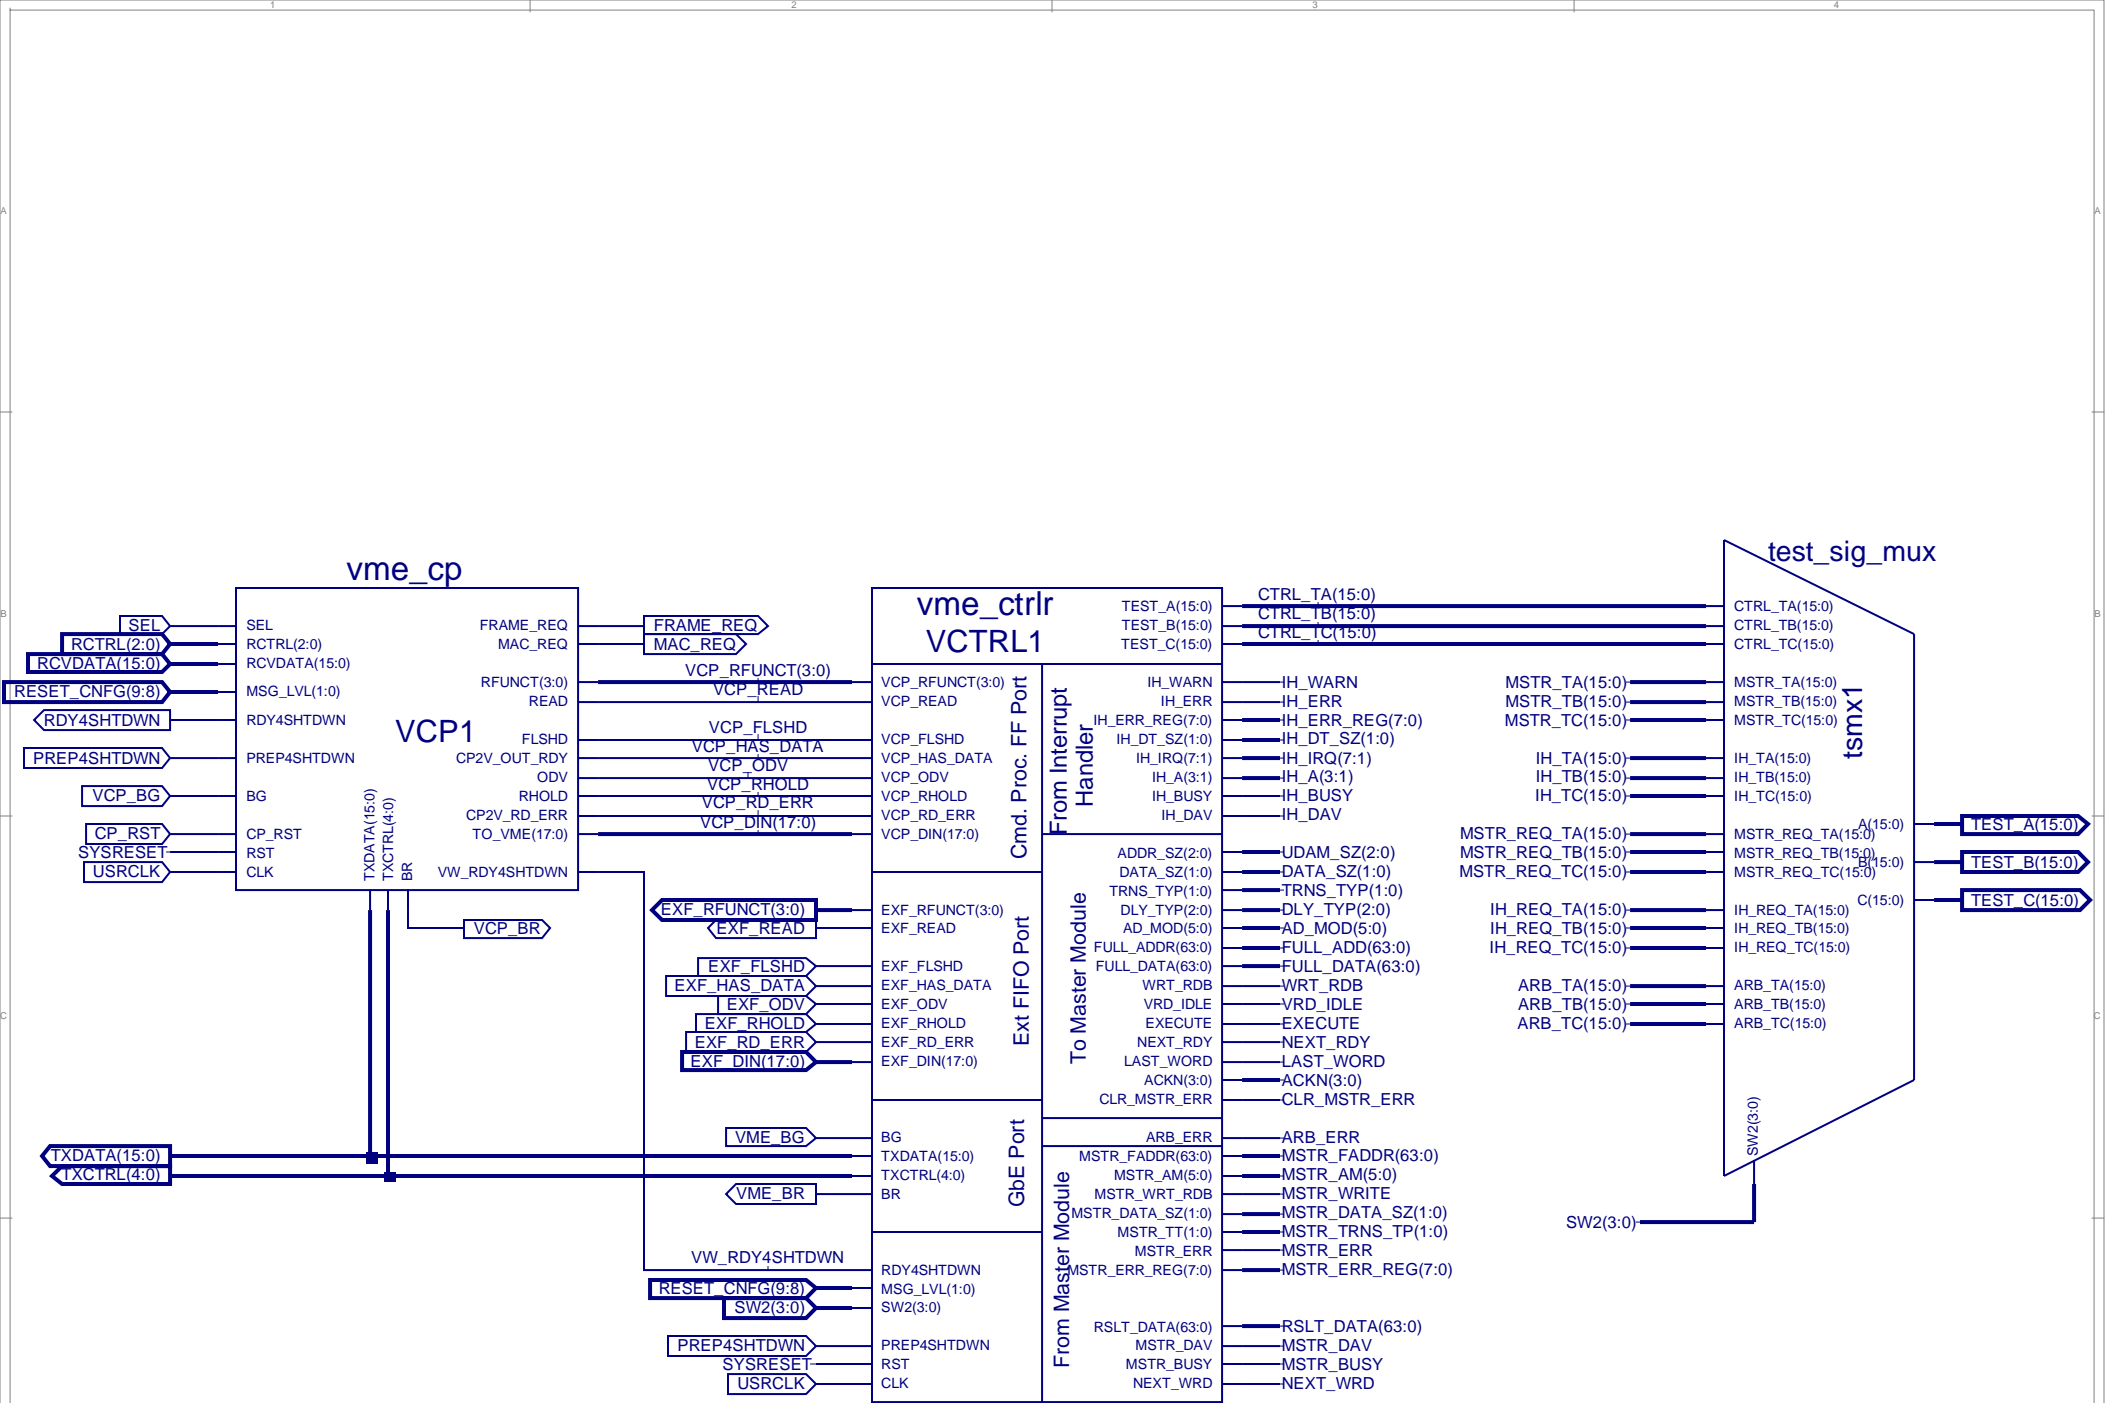 1 2 3 4
A A
B B
C C
vme_cp
VCP1
SEL
RCTRL(2:0)
RCVDATA(15:0)
RESET_CNFG(9:8)
RDY4SHTDWN
PREP4SHTDWN
VCP_BG
CP_RST
SYSRESET
USRCLK
SEL
RCTRL(2:0)
RCVDATA(15:0)
MSG_LVL(1:0)
RDY4SHTDWN
PREP4SHTDWN
BG
CP_RST
RST
CLK
TXDATA(15:0)
TXCTRL(4:0)
BR
FRAME_REQ
MAC_REQ
RFUNCT(3:0)
READ
FLSHD
CP2V_OUT_RDY
ODV
RHOLD
CP2V_RD_ERR
TO_VME(17:0)
VW_RDY4SHTDWN
FRAME_REQ
MAC_REQ
VCP_RFUNCT(3:0)
VCP_READ
VCP_FLSHD
VCP_HAS_DATA
VCP_ODV
VCP_RHOLD
VCP_RD_ERR
VCP_DIN(17:0)
VCP_BR
TXDATA(15:0)
TXCTRL(4:0)
EXF_RFUNCT(3:0)
EXF_READ
EXF_FLSHD
EXF_HAS_DATA
EXF_ODV
EXF_RHOLD
EXF_RD_ERR
EXF_DIN(17:0)
VME_BG
VME_BR
VW_RDY4SHTDWN
RESET_CNFG(9:8)
SW2(3:0)
PREP4SHTDWN
SYSRESET
USRCLK
vme_ctrlr
VCTRL1
VCP_RFUNCT(3:0)
VCP_READ
VCP_FLSHD
VCP_HAS_DATA
VCP_ODV
VCP_RHOLD
VCP_RD_ERR
VCP_DIN(17:0)
Cmd. Proc. FF Port
EXF_RFUNCT(3:0)
EXF_READ
EXF_FLSHD
EXF_HAS_DATA
EXF_ODV
EXF_RHOLD
EXF_RD_ERR
EXF_DIN(17:0)
Ext FIFO Port
BG
TXDATA(15:0)
TXCTRL(4:0)
BR
GbE Port
RDY4SHTDWN
MSG_LVL(1:0)
SW2(3:0)
PREP4SHTDWN
RST
CLK
TEST_A(15:0)
TEST_B(15:0)
TEST_C(15:0)
From Interrupt
Handler
IH_WARN
IH_ERR
IH_ERR_REG(7:0)
IH_DT_SZ(1:0)
IH_IRQ(7:1)
IH_A(3:1)
IH_BUSY
IH_DAV
To Master Module
ADDR_SZ(2:0)
DATA_SZ(1:0)
TRNS_TYP(1:0)
DLY_TYP(2:0)
AD_MOD(5:0)
FULL_ADDR(63:0)
FULL_DATA(63:0)
WRT_RDB
VRD_IDLE
EXECUTE
NEXT_RDY
LAST_WORD
ACKN(3:0)
CLR_MSTR_ERR
ARB_ERR
From Master Module
MSTR_FADDR(63:0)
MSTR_AM(5:0)
MSTR_WRT_RDB
MSTR_DATA_SZ(1:0)
MSTR_TT(1:0)
MSTR_ERR
MSTR_ERR_REG(7:0)
RSLT_DATA(63:0)
MSTR_DAV
MSTR_BUSY
NEXT_WRD
CTRL_TA(15:0)
CTRL_TB(15:0)
CTRL_TC(15:0)
IH_WARN
IH_ERR
IH_ERR_REG(7:0)
IH_DT_SZ(1:0)
IH_IRQ(7:1)
IH_A(3:1)
IH_BUSY
IH_DAV
UDAM_SZ(2:0)
DATA_SZ(1:0)
TRNS_TYP(1:0)
DLY_TYP(2:0)
AD_MOD(5:0)
FULL_ADD(63:0)
FULL_DATA(63:0)
WRT_RDB
VRD_IDLE
EXECUTE
NEXT_RDY
LAST_WORD
ACKN(3:0)
CLR_MSTR_ERR
ARB_ERR
MSTR_FADDR(63:0)
MSTR_AM(5:0)
MSTR_WRITE
MSTR_DATA_SZ(1:0)
MSTR_TRNS_TP(1:0)
MSTR_ERR
MSTR_ERR_REG(7:0)
RSLT_DATA(63:0)
MSTR_DAV
MSTR_BUSY
NEXT_WRD
MSTR_TA(15:0)
MSTR_TB(15:0)
MSTR_TC(15:0)
IH_TA(15:0)
IH_TB(15:0)
IH_TC(15:0)
MSTR_REQ_TA(15:0)
MSTR_REQ_TB(15:0)
MSTR_REQ_TC(15:0)
IH_REQ_TA(15:0)
IH_REQ_TB(15:0)
IH_REQ_TC(15:0)
ARB_TA(15:0)
ARB_TB(15:0)
ARB_TC(15:0)
SW2(3:0)
test_sig_mux
tsmx1
CTRL_TA(15:0)
CTRL_TB(15:0)
CTRL_TC(15:0)
MSTR_TA(15:0)
MSTR_TB(15:0)
MSTR_TC(15:0)
IH_TA(15:0)
IH_TB(15:0)
IH_TC(15:0)
MSTR_REQ_TA(15:0)
MSTR_REQ_TB(15:0)
MSTR_REQ_TC(15:0)
IH_REQ_TA(15:0)
IH_REQ_TB(15:0)
IH_REQ_TC(15:0)
ARB_TA(15:0)
ARB_TB(15:0)
ARB_TC(15:0)
SW2(3:0)
A(15:0)
B(15:0)
C(15:0)
TEST_A(15:0)
TEST_B(15:0)
TEST_C(15:0)